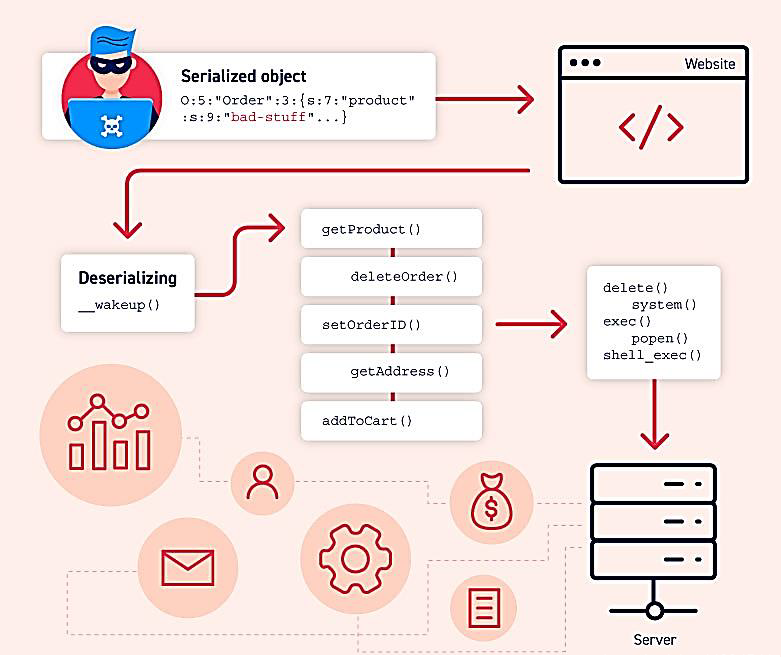 Serialized object
O:5:"Order":3:{s:7:"product"
:s:9:"bad-stuff"...}
Website
</>
Deserializing
__wakeup()
getProduct()
deleteOrder()
setOrderID()
getAddress()
addToCart()
delete()
system()
exec()
popen()
shell_exec()
$
Server